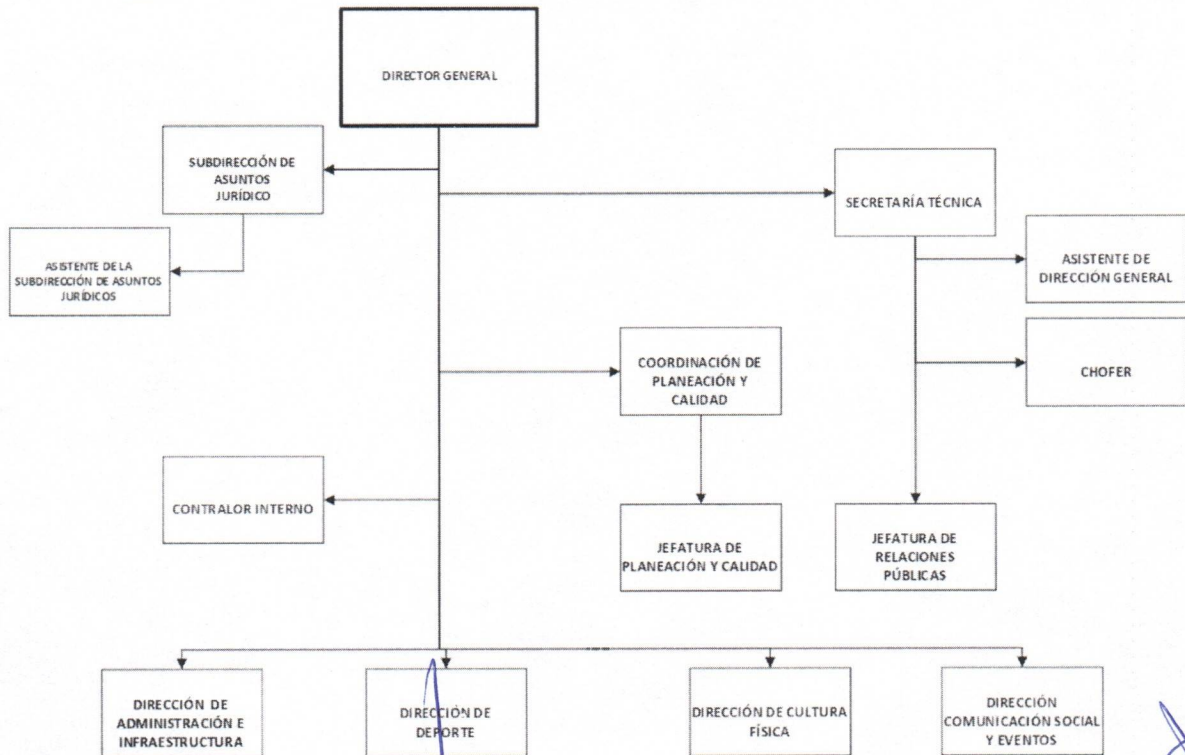 DIRECTOR GENERAL
SUBDIRECCIÓN DE
ASUNTOS
JURÍDICO
SECRETARÍA TÉCNICA
ASISTENTE DE LA
SUBDIRECCIÓN DE ASUNTOS
JURÍDICOS
ASISTENTE DE
DIRECCIÓN GENERAL
COORDINACIÓN DE
PLANEACIÓN Y
CALIDAD
CHOFER
CONTRALOR INTERNO
JEFATURA DE
PLANEACIÓN Y CALIDAD
JEFATURA DE
RELACIONES
PÚBLICAS
DIRECCIÓN DE
ADMINISTRACIÓN E
INFRAESTRUCTURA
DIRECCIÓN DE
DEPORTE
DIRECCIÓN DE CULTURA
FÍSICA
DIRECCIÓN
COMUNICACIÓN SOCIAL
Y EVENTOS